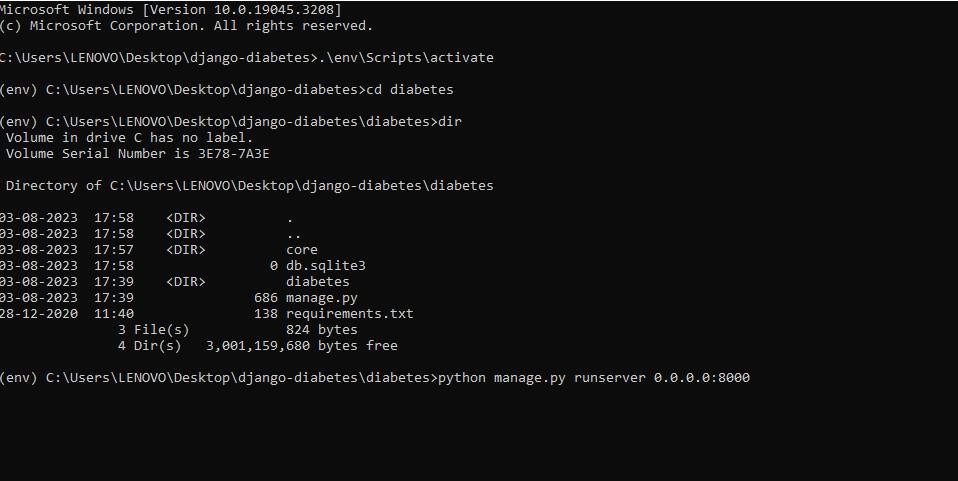 Microsoft Windows [Version 10.0.19045.3208]
(c) Microsoft Corporation. All rights reserved.
C:\Users\LENOVO\Desktop\django-diabetes>.\env\Scripts\activate
(env) C:\Users\LENOVO\Desktop\django-diabetes>cd diabetes
(env) C:\Users\LENOVO\Desktop\django-diabetes\diabetes>dir
 Volume in drive C has no label.
 Volume Serial Number is 3E78-7A3E
 Directory of C:\Users\LENOVO\Desktop\django-diabetes\diabetes
03-08-2023  17:58    <DIR>          .
03-08-2023  17:58    <DIR>          ..
03-08-2023  17:57    <DIR>          core
03-08-2023  17:58                 0 db.sqlite3
03-08-2023  17:39    <DIR>          diabetes
03-08-2023  17:39               686 manage.py
28-12-2020  11:40               138 requirements.txt
               3 File(s)            824 bytes
               4 Dir(s)   3,001,159,680 bytes free
(env) C:\Users\LENOVO\Desktop\django-diabetes\diabetes>python manage.py runserver 0.0.0.0:8000